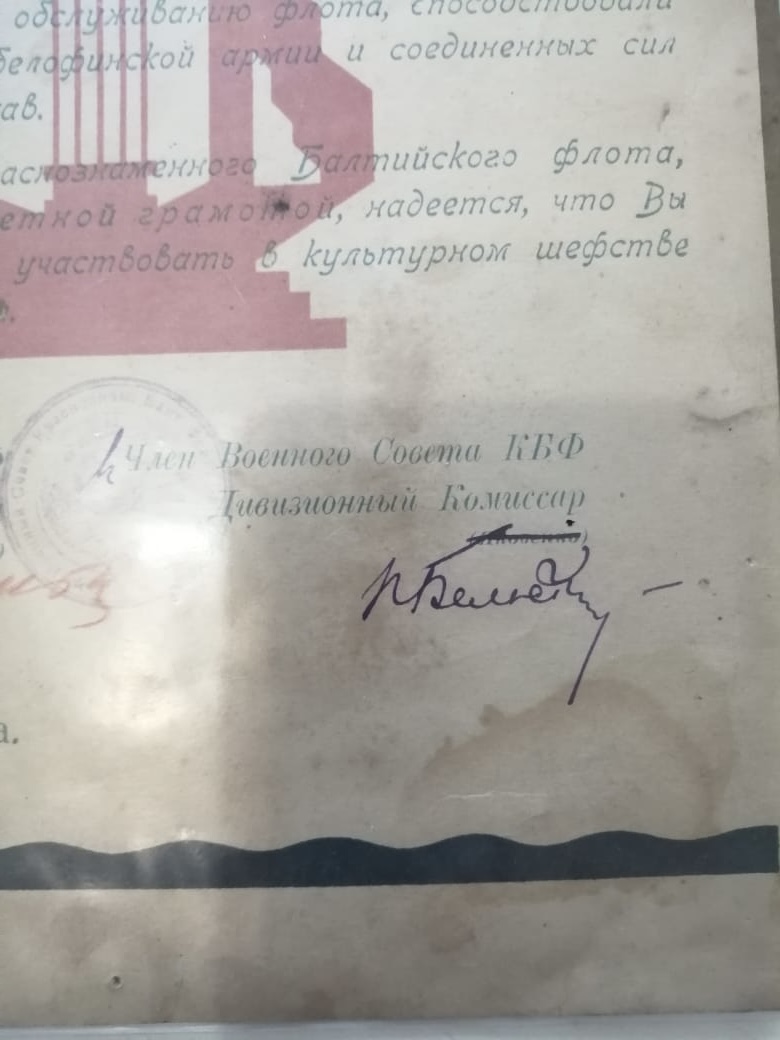 обслуживанию флота, способствовали
белофинской армии и соединенных сил
ав.
аснознаменного Балтийского флота,
етной грамотой, надеется, что Вы
участвовать в культурном шефстве
Член Военного Совета КБФ
Дивизионный Комиссар
а.